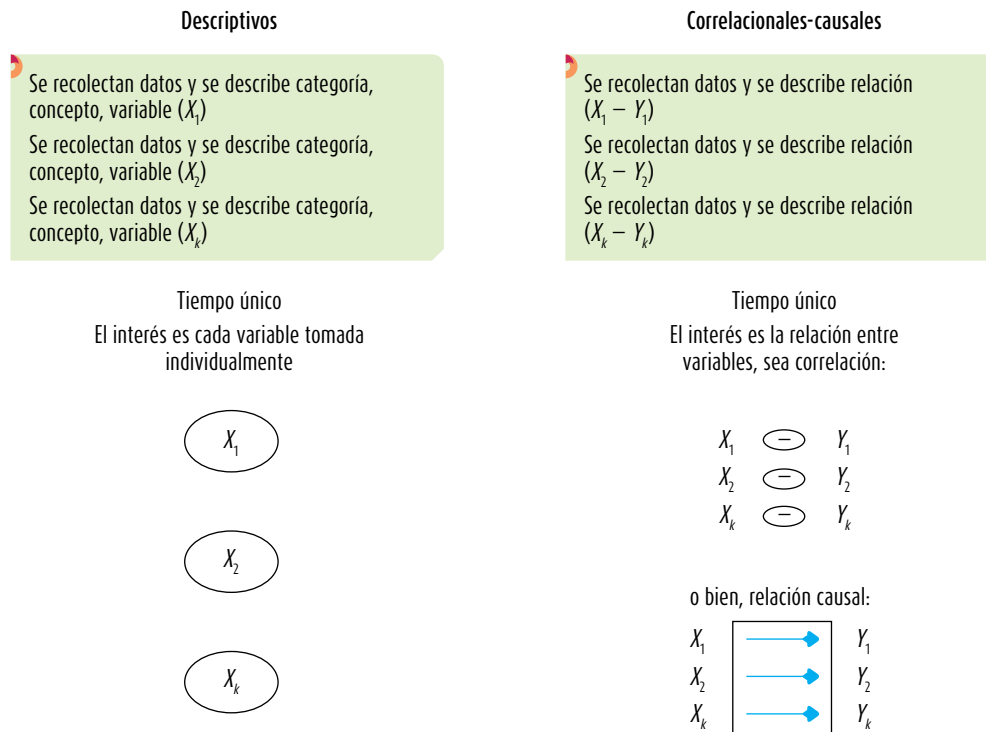 Descriptivos
Se recolectan datos y se describe categoría,
concepto, variable (X₁)
Se recolectan datos y se describe categoría,
concepto, variable (X₂)
Se recolectan datos y se describe categoría,
concepto, variable (Xₖ)
Tiempo único
El interés es cada variable tomada
individualmente
X₁
X₂
Xₖ
Correlacionales-causales
Se recolectan datos y se describe relación
(X₁ – Y₁)
Se recolectan datos y se describe relación
(X₂ – Y₂)
Se recolectan datos y se describe relación
(Xₖ – Yₖ)
Tiempo único
El interés es la relación entre
variables, sea correlación:
X₁ – Y₁
X₂ – Y₂
Xₖ – Yₖ
o bien, relación causal:
X₁ Y₁
X₂ Y₂
Xₖ Yₖ